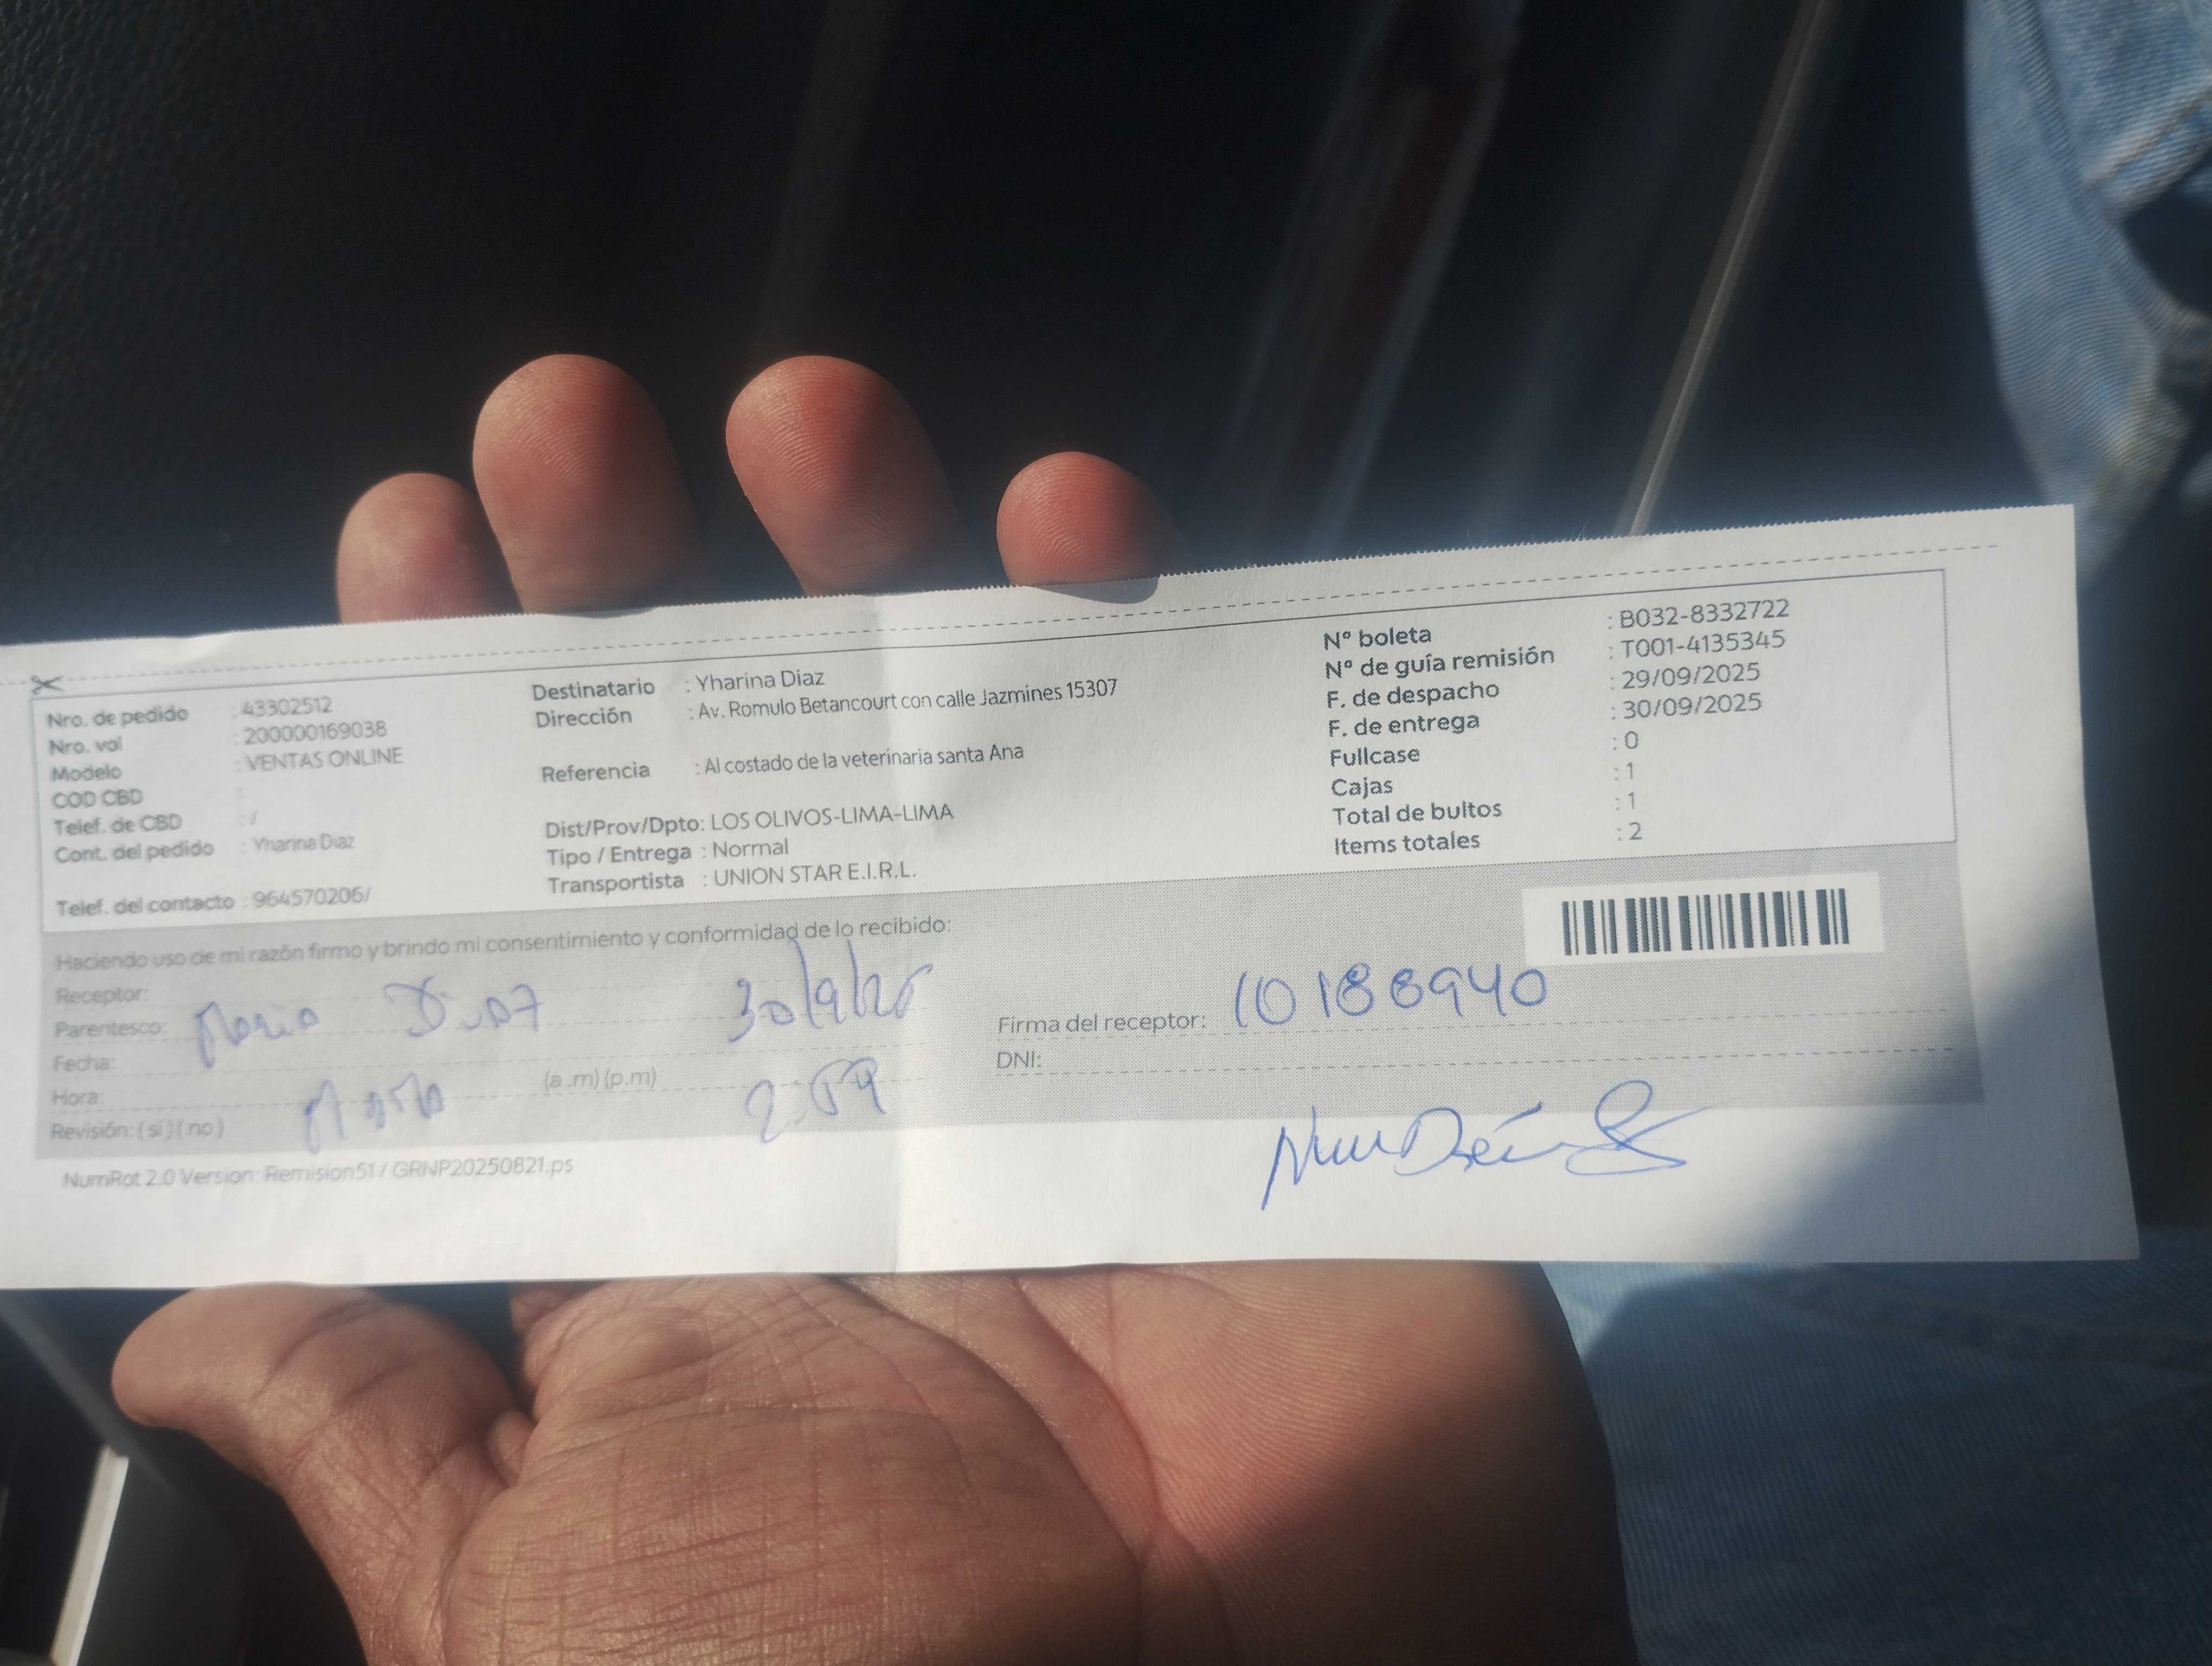 Nro. de pedido : 43302512
Nro. vol : 200000169038
Modelo : VENTAS ONLINE
COD CBD :
Telef. de CBD : /
Cont. del pedido : Yharina Diaz
Telef. del contacto : 964570206/
Destinatario : Yharina Diaz
Dirección : Av. Romulo Betancourt con calle Jazmines 15307
Referencia : Al costado de la veterinaria santa Ana
Dist/Prov/Dpto: LOS OLIVOS-LIMA-LIMA
Tipo / Entrega : Normal
Transportista : UNION STAR E.I.R.L.
Nº boleta : B032-8332722
Nº de guía remisión : T001-4135345
F. de despacho : 29/09/2025
F. de entrega : 30/09/2025
Fullcase : 0
Cajas : 1
Total de bultos : 1
Items totales : 2
Haciendo uso de mi razón firmo y brindo mi consentimiento y conformidad de lo recibido:
Receptor:
Parentesco: 30/9/25
Fecha:
Hora: (a .m) (p.m)
Revisión: ( si ) ( no ) 2:59
Firma del receptor: 10188940
DNI:
NumRot 2.0 Version: Remision51 / GRNP20250821.ps